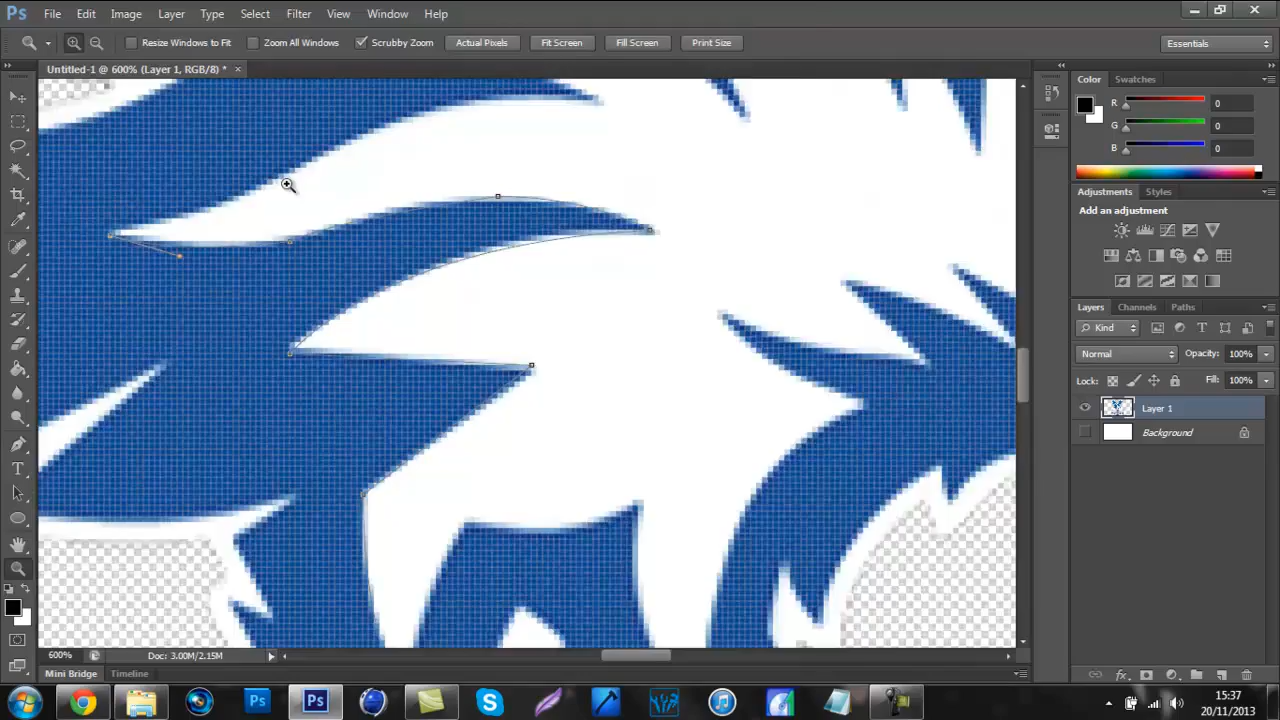 Ps File Edit Image Layer Type Select Filter View Window Help
Resize Windows to Fit Zoom All Windows Scrubby Zoom Actual Pixels Fit Screen Fill Screen Print Size Essentials
Untitled-1 @ 600% (Layer 1, RGB/8) * ×
Color Swatches
R 0
G 0
B 0
Adjustments Styles
Add an adjustment
Layers Channels Paths
Kind
Normal Opacity: 100%
Lock: Fill: 100%
Layer 1
Background
600% Doc: 3.00M/2.15M
Mini Bridge Timeline
15:37
20/11/2013